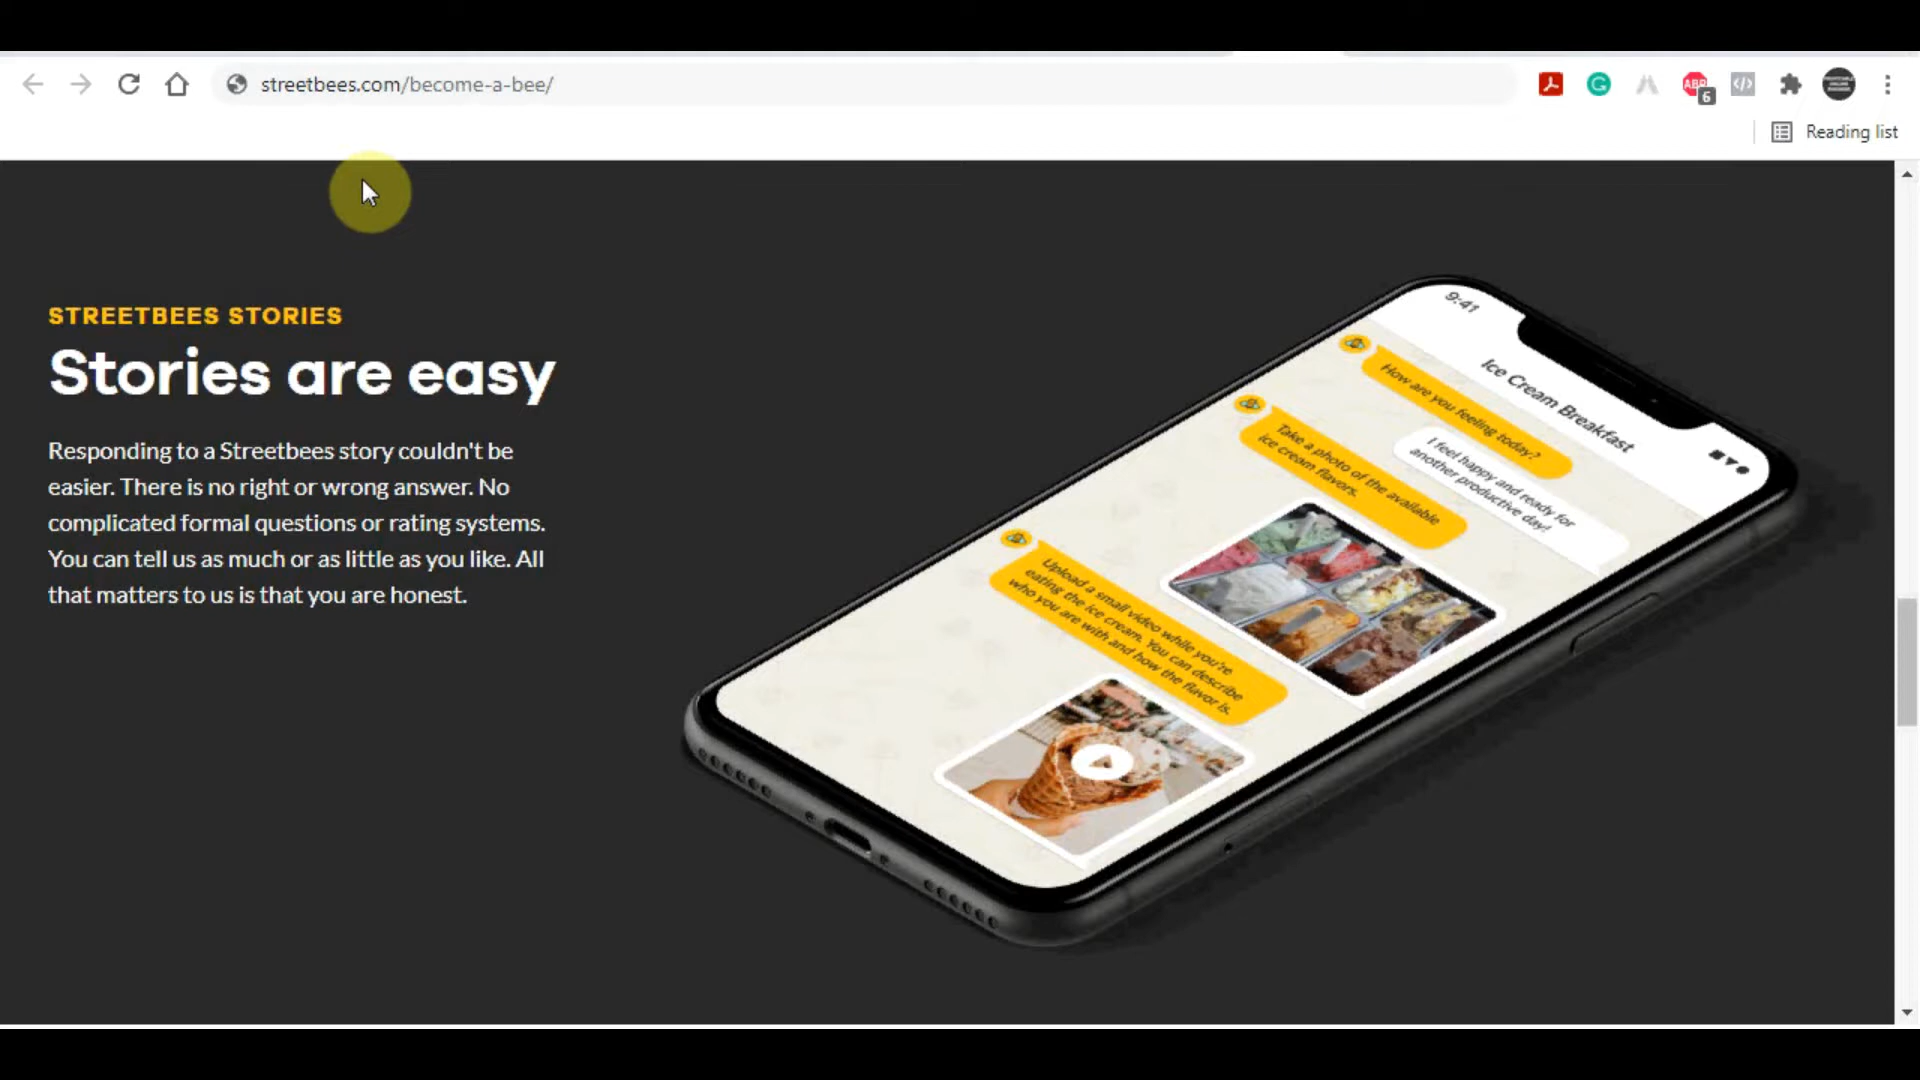 streetbees.com/become-a-bee/
ABP
6
Reading list
STREETBEES STORIES
Stories are easy
Responding to a Streetbees story couldn't be
easier. There is no right or wrong answer. No
complicated formal questions or rating systems.
You can tell us as much or as little as you like. All
that matters to us is that you are honest.
9:41
Ice Cream Breakfast
How are you feeling today?
I feel happy and ready for
another productive day!
Take a photo of the available
ice cream flavors.
Upload a small video while you're
eating the ice cream. You can describe
who you are with and how the flavor is.